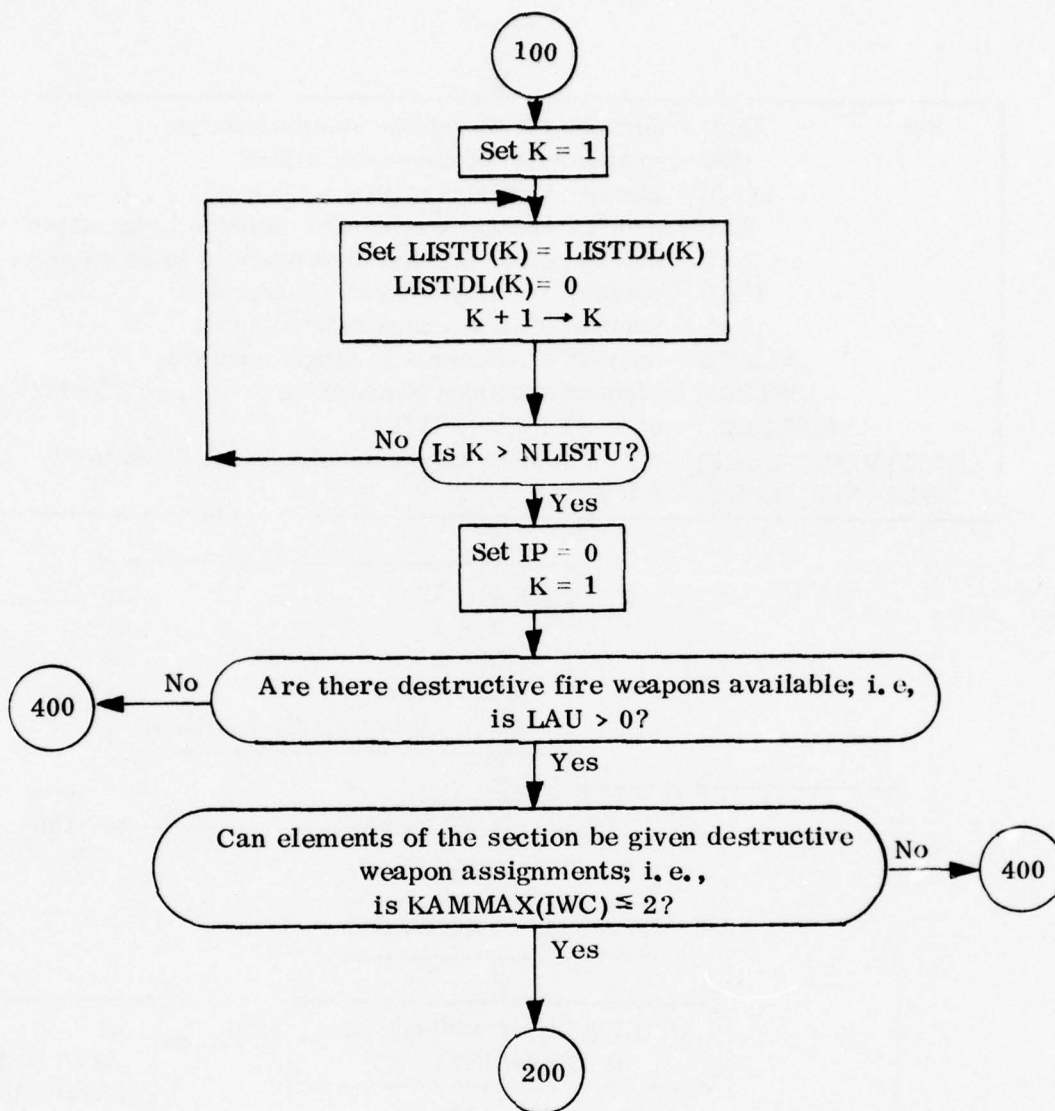 100
Set K = 1
Set LISTU(K) = LISTDL(K)
LISTDL(K) = 0
K + 1 → K
No
Is K > NLISTU?
Yes
Set IP = 0
K = 1
400
No
Are there destructive fire weapons available; i. e,
is LAU > 0?
Yes
Can elements of the section be given destructive
weapon assignments; i. e.,
is KAMMAX(IWC) ≤ 2?
No
400
Yes
200